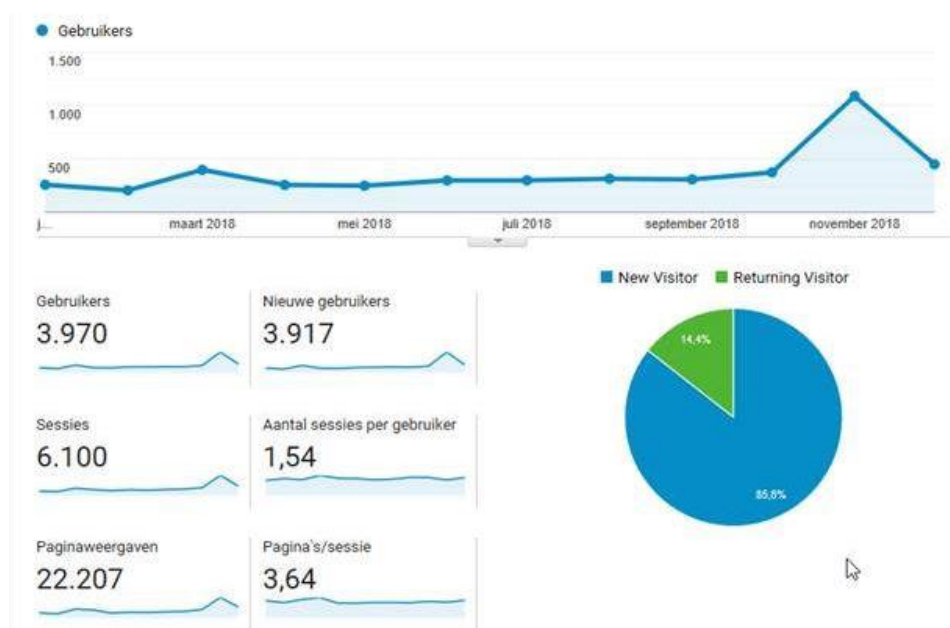 Gebruikers
1.500
1.000
500
j...
maart 2018
mei 2018
juli 2018
september 2018
november 2018
New Visitor
Returning Visitor
Gebruikers
Nieuwe gebruikers
3.970
3.917
14,4%
Sessies
Aantal sessies per gebruiker
6.100
1,54
85,6%
Paginaweergaven
Pagina's/sessie
22.207
3,64